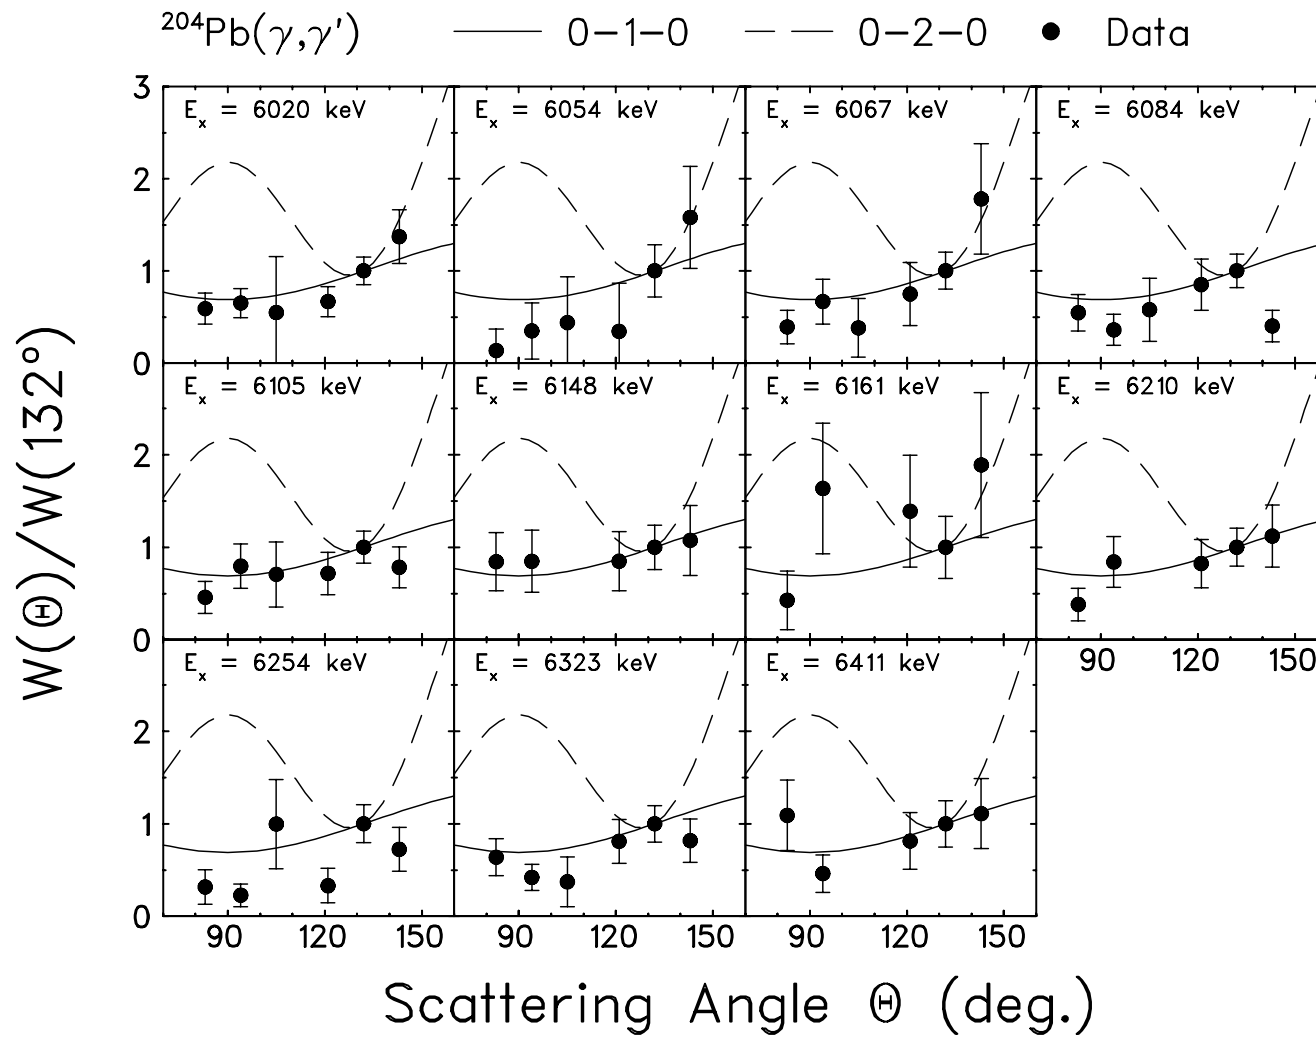 ²⁰⁴Pb(γ,γ') 0-1-0 0-2-0 Data
3 Eₓ = 6020 keV Eₓ = 6054 keV Eₓ = 6067 keV Eₓ = 6084 keV
2
1
0
Eₓ = 6105 keV Eₓ = 6148 keV Eₓ = 6161 keV Eₓ = 6210 keV
2
1
0
Eₓ = 6254 keV Eₓ = 6323 keV Eₓ = 6411 keV 90 120 150
2
1
0
90 120 150 90 120 150 90 120 150
W(Θ)/W(132°)
Scattering Angle Θ (deg.)